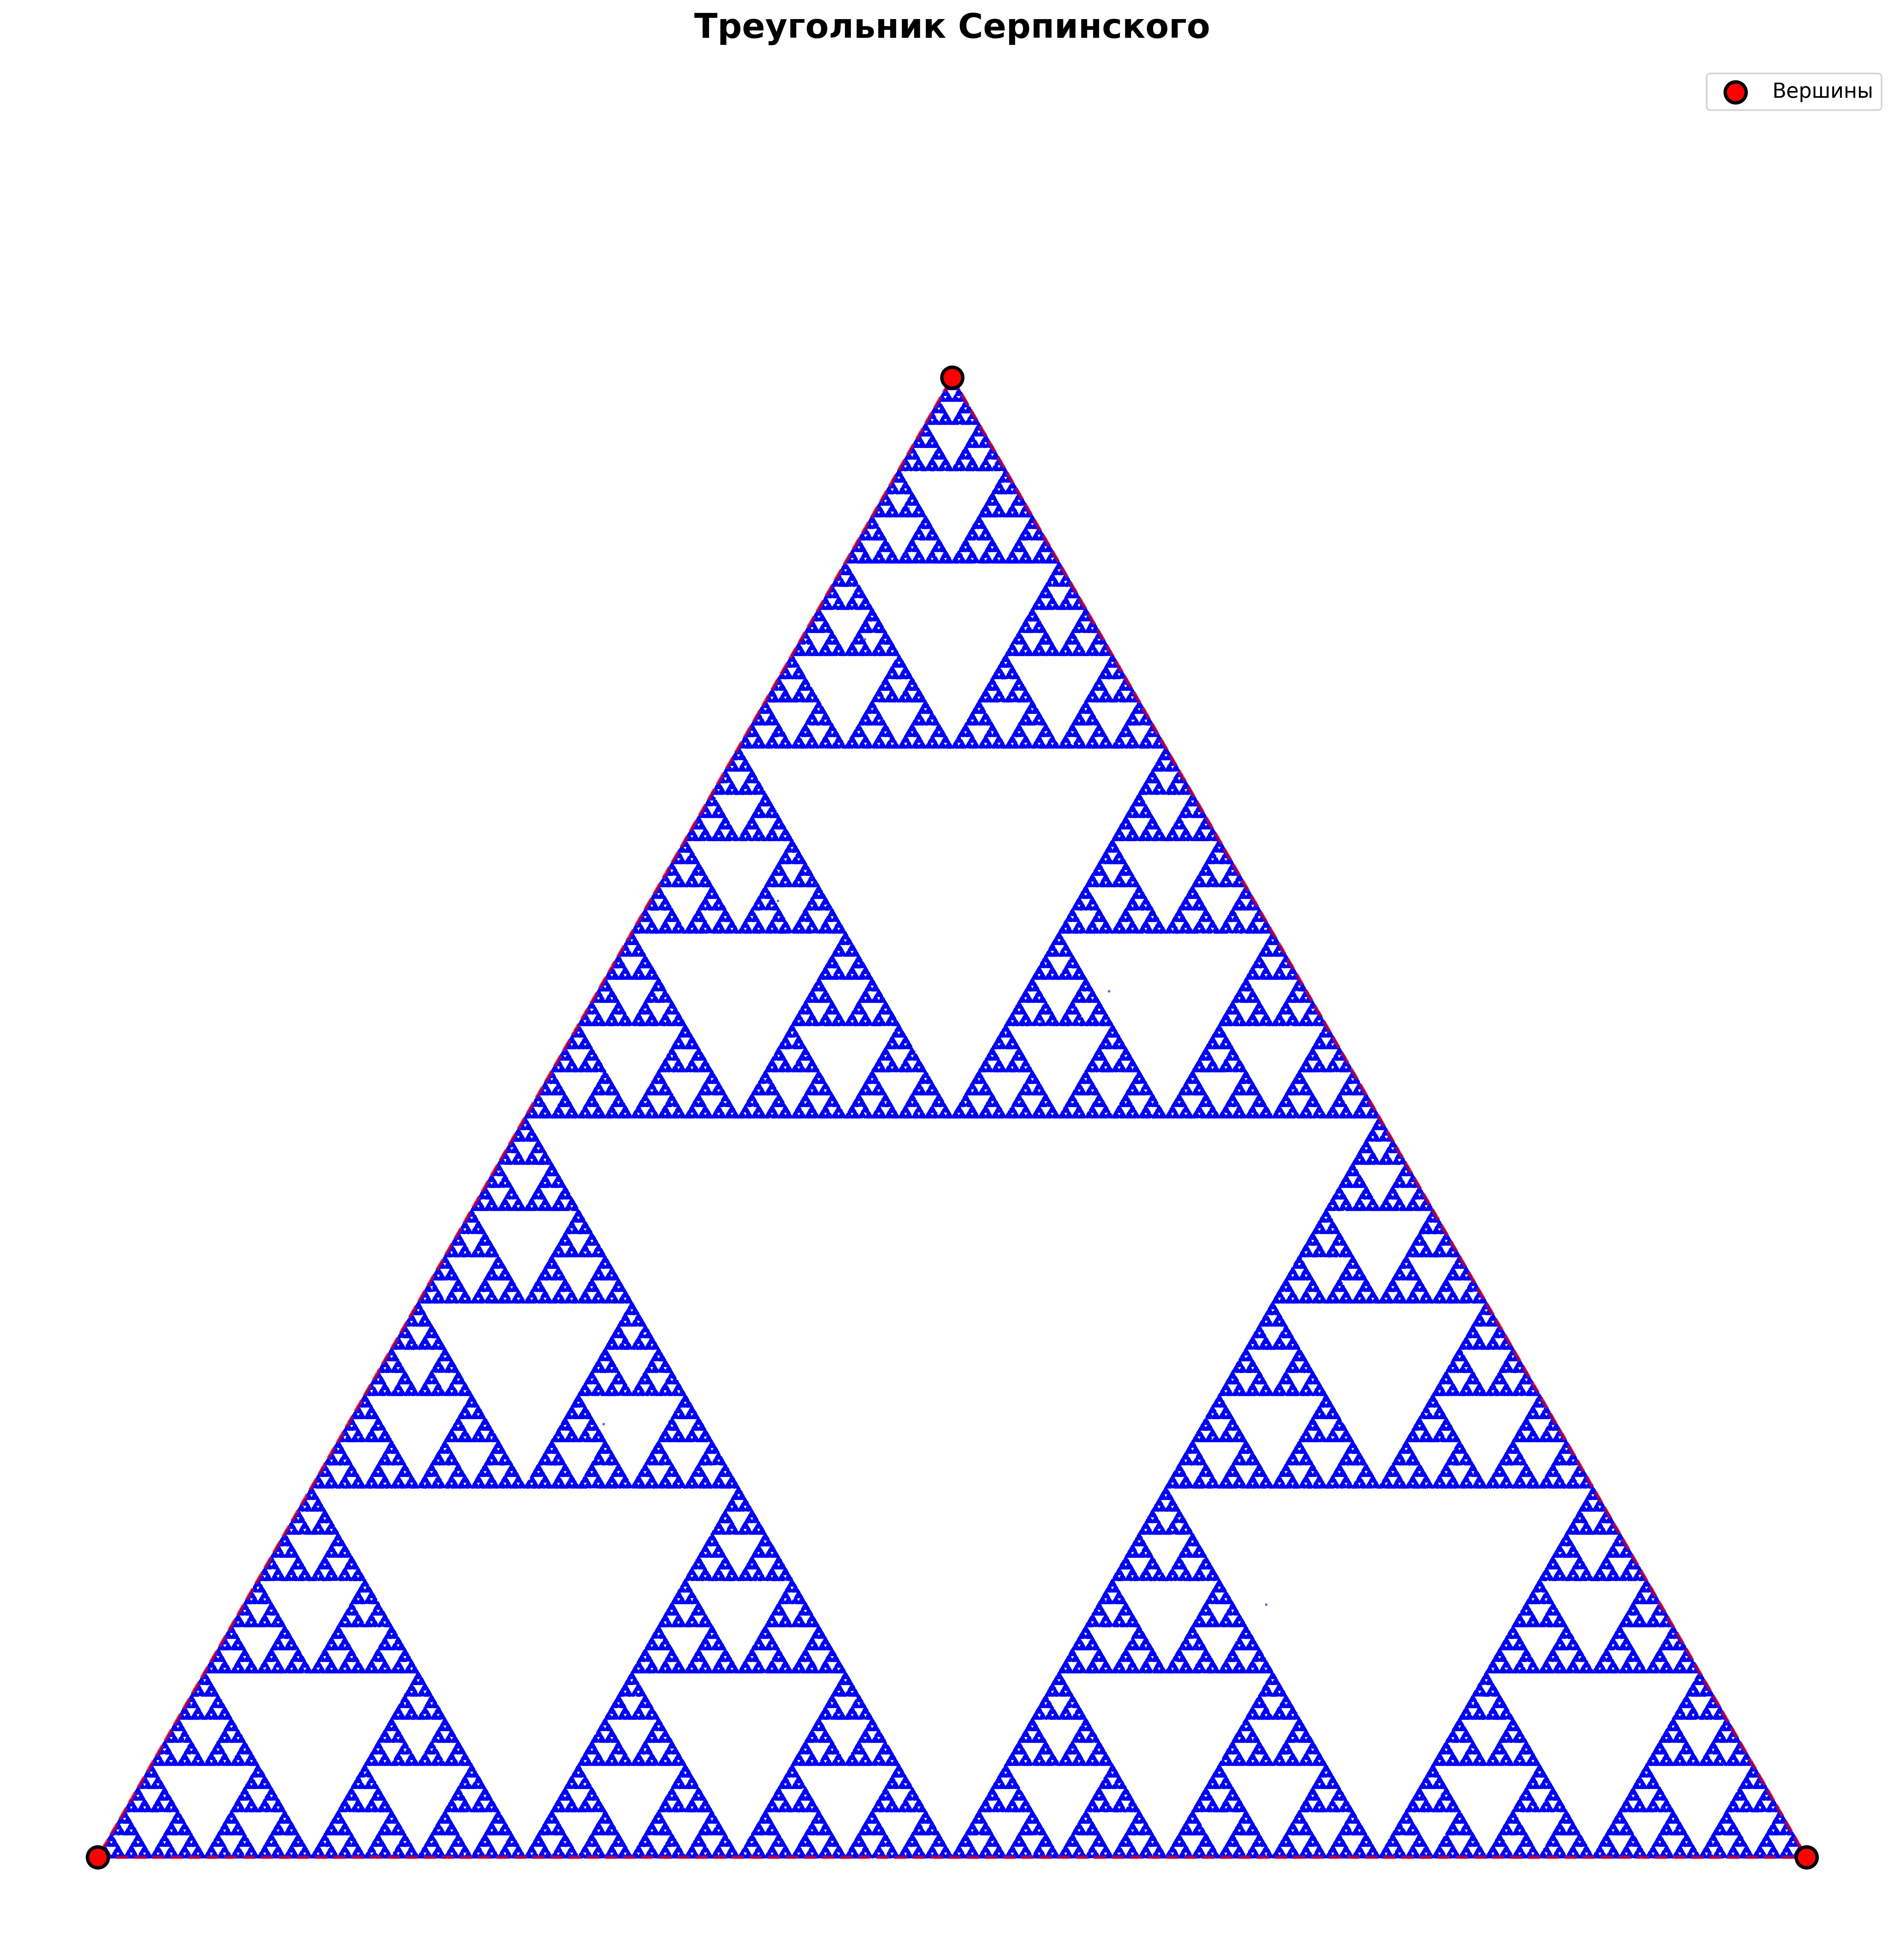 Треугольник Серпинского
Вершины